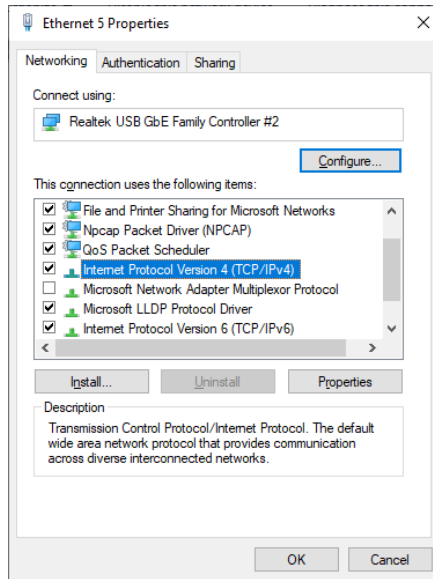 Ethernet 5 Properties
Networking Authentication Sharing
Connect using:
Realtek USB GbE Family Controller #2
Configure...
This connection uses the following items:
File and Printer Sharing for Microsoft Networks
Npcap Packet Driver (NPCAP)
QoS Packet Scheduler
Internet Protocol Version 4 (TCP/IPv4)
Microsoft Network Adapter Multiplexor Protocol
Microsoft LLDP Protocol Driver
Internet Protocol Version 6 (TCP/IPv6)
Install... Uninstall Properties
Description
Transmission Control Protocol/Internet Protocol. The default
wide area network protocol that provides communication
across diverse interconnected networks.
OK Cancel